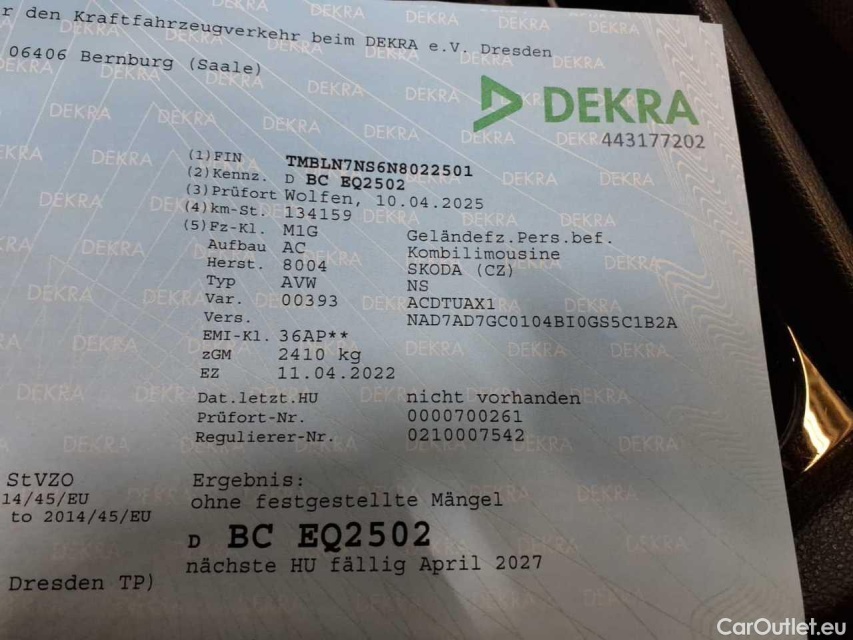 r den Kraftfahrzeugverkehr beim DEKRA e.V. Dresden
06406 Bernburg (Saale)
DEKRA
443177202
(1) FIN TMBLN7NS6N8022501
(2) Kennz. D BC EQ2502
(3) Prüfort Wolfen, 10.04.2025
(4) km-St. 134159
(5) Fz-Kl. M1G Geländefz.Pers.bef.
Aufbau AC Kombilimousine
Herst. 8004 SKODA (CZ)
Typ AVW NS
Var. 00393 ACDTUAX1
Vers. NAD7AD7GC0104BI0GS5C1B2A
EMI-Kl. 36AP**
zGM 2410 kg
EZ 11.04.2022
Dat.letzt.HU nicht vorhanden
Prüfort-Nr. 0000700261
Regulierer-Nr. 0210007542
StVZO
14/45/EU
to 2014/45/EU
Ergebnis:
ohne festgestellte Mängel
D BC EQ2502
nächste HU fällig April 2027
Dresden TP)
CarOutlet.eu